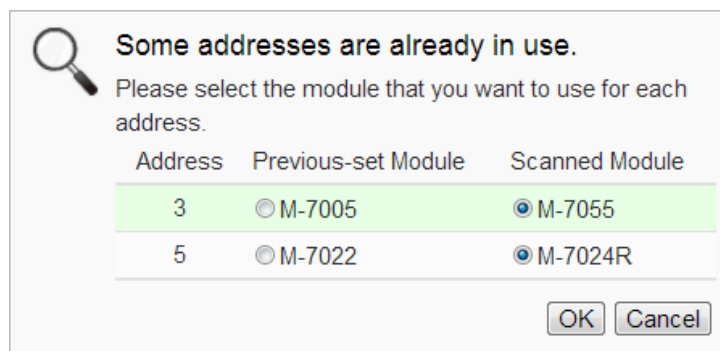 Some addresses are already in use.
Please select the module that you want to use for each
address.
Address Previous-set Module Scanned Module
3 M-7005 M-7055
5 M-7022 M-7024R
OK Cancel